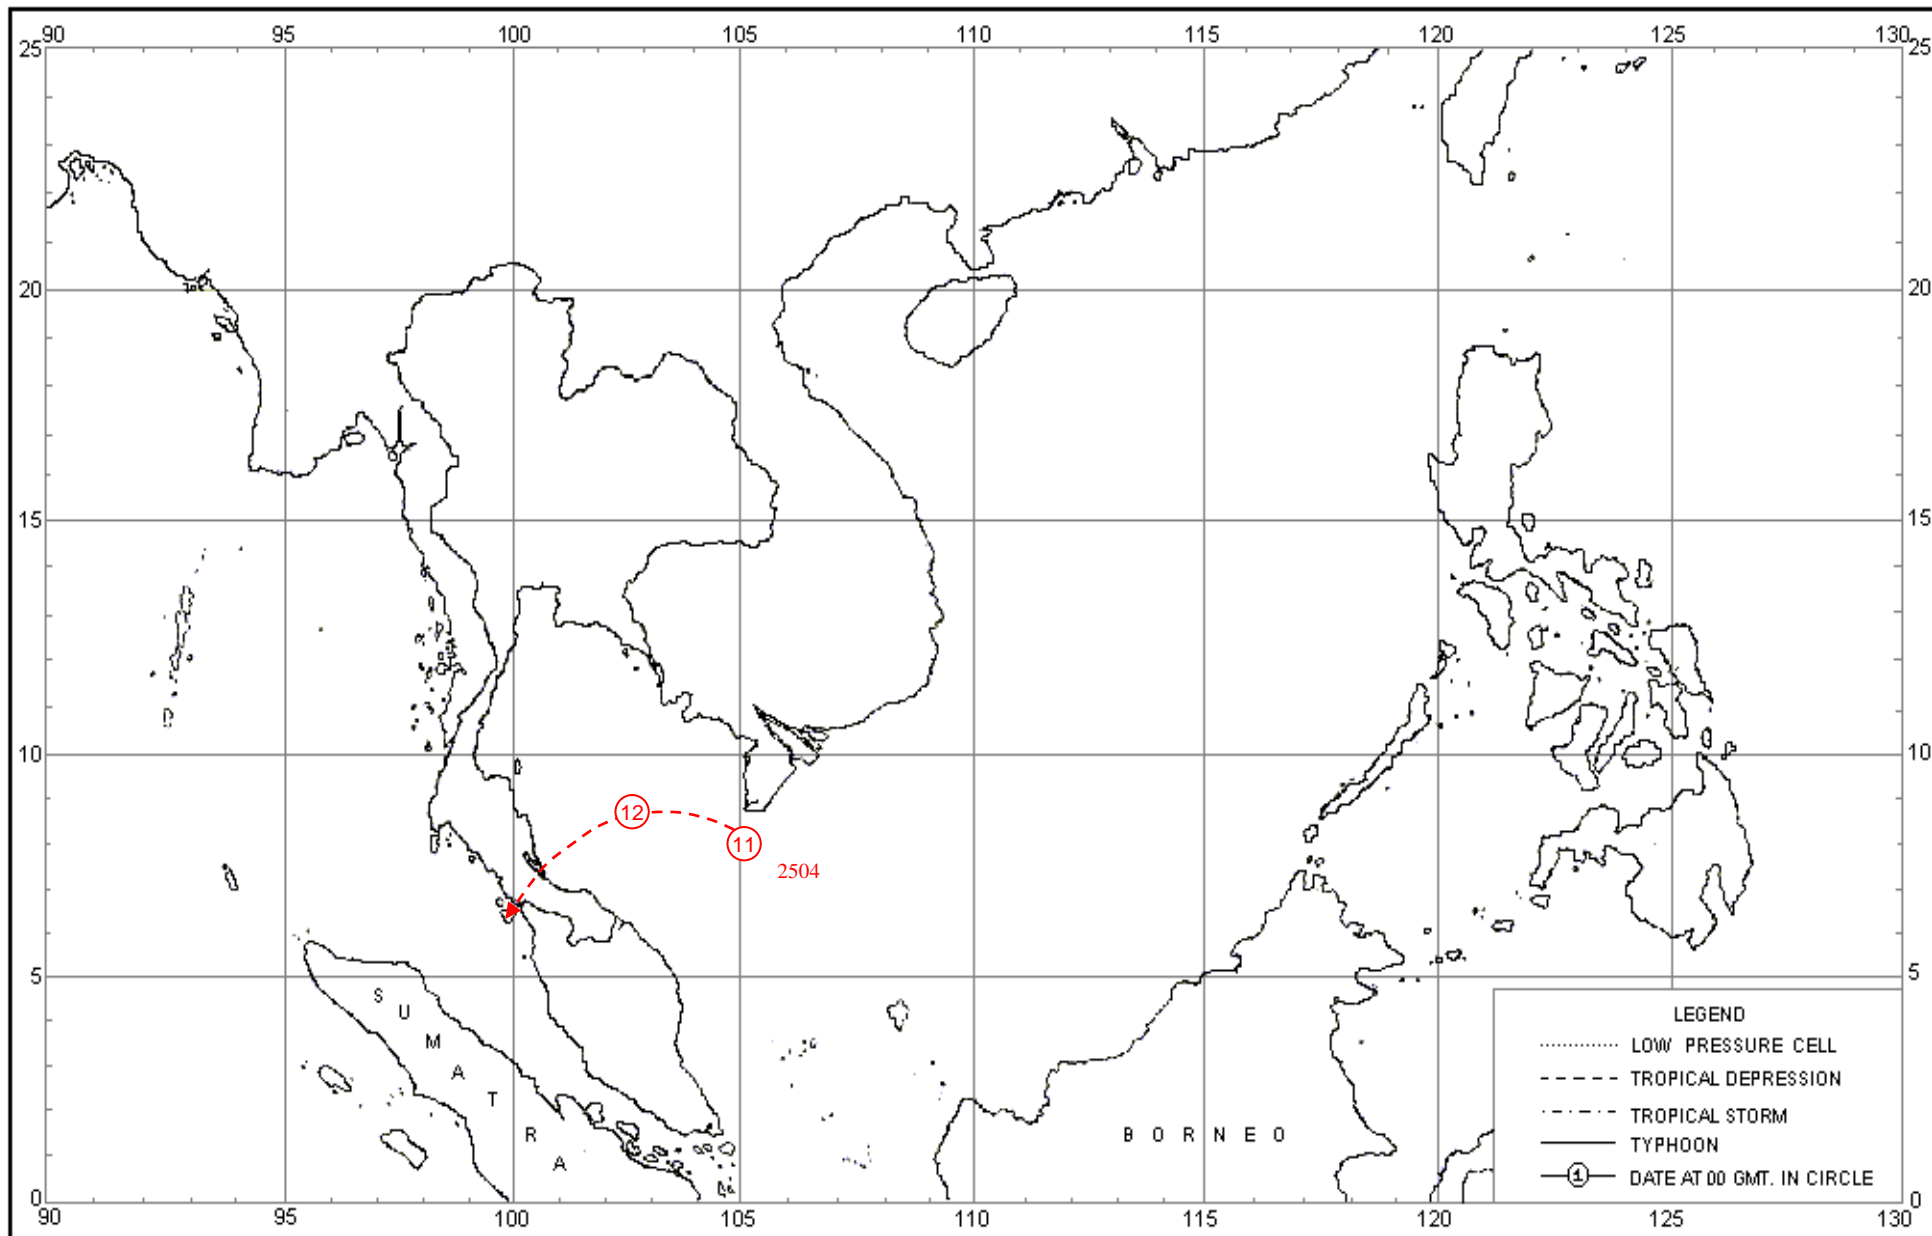 90 95 100 105 110 115 120 125 130
25 25
20 20
15 15
10 10
12
11
2504
5 5
S U M A T R A
B O R N E O
LEGEND
LOW PRESSURE CELL
TROPICAL DEPRESSION
TROPICAL STORM
TYPHOON
1 DATE AT 00 GMT. IN CIRCLE
0 0
90 95 100 105 110 115 120 125 130